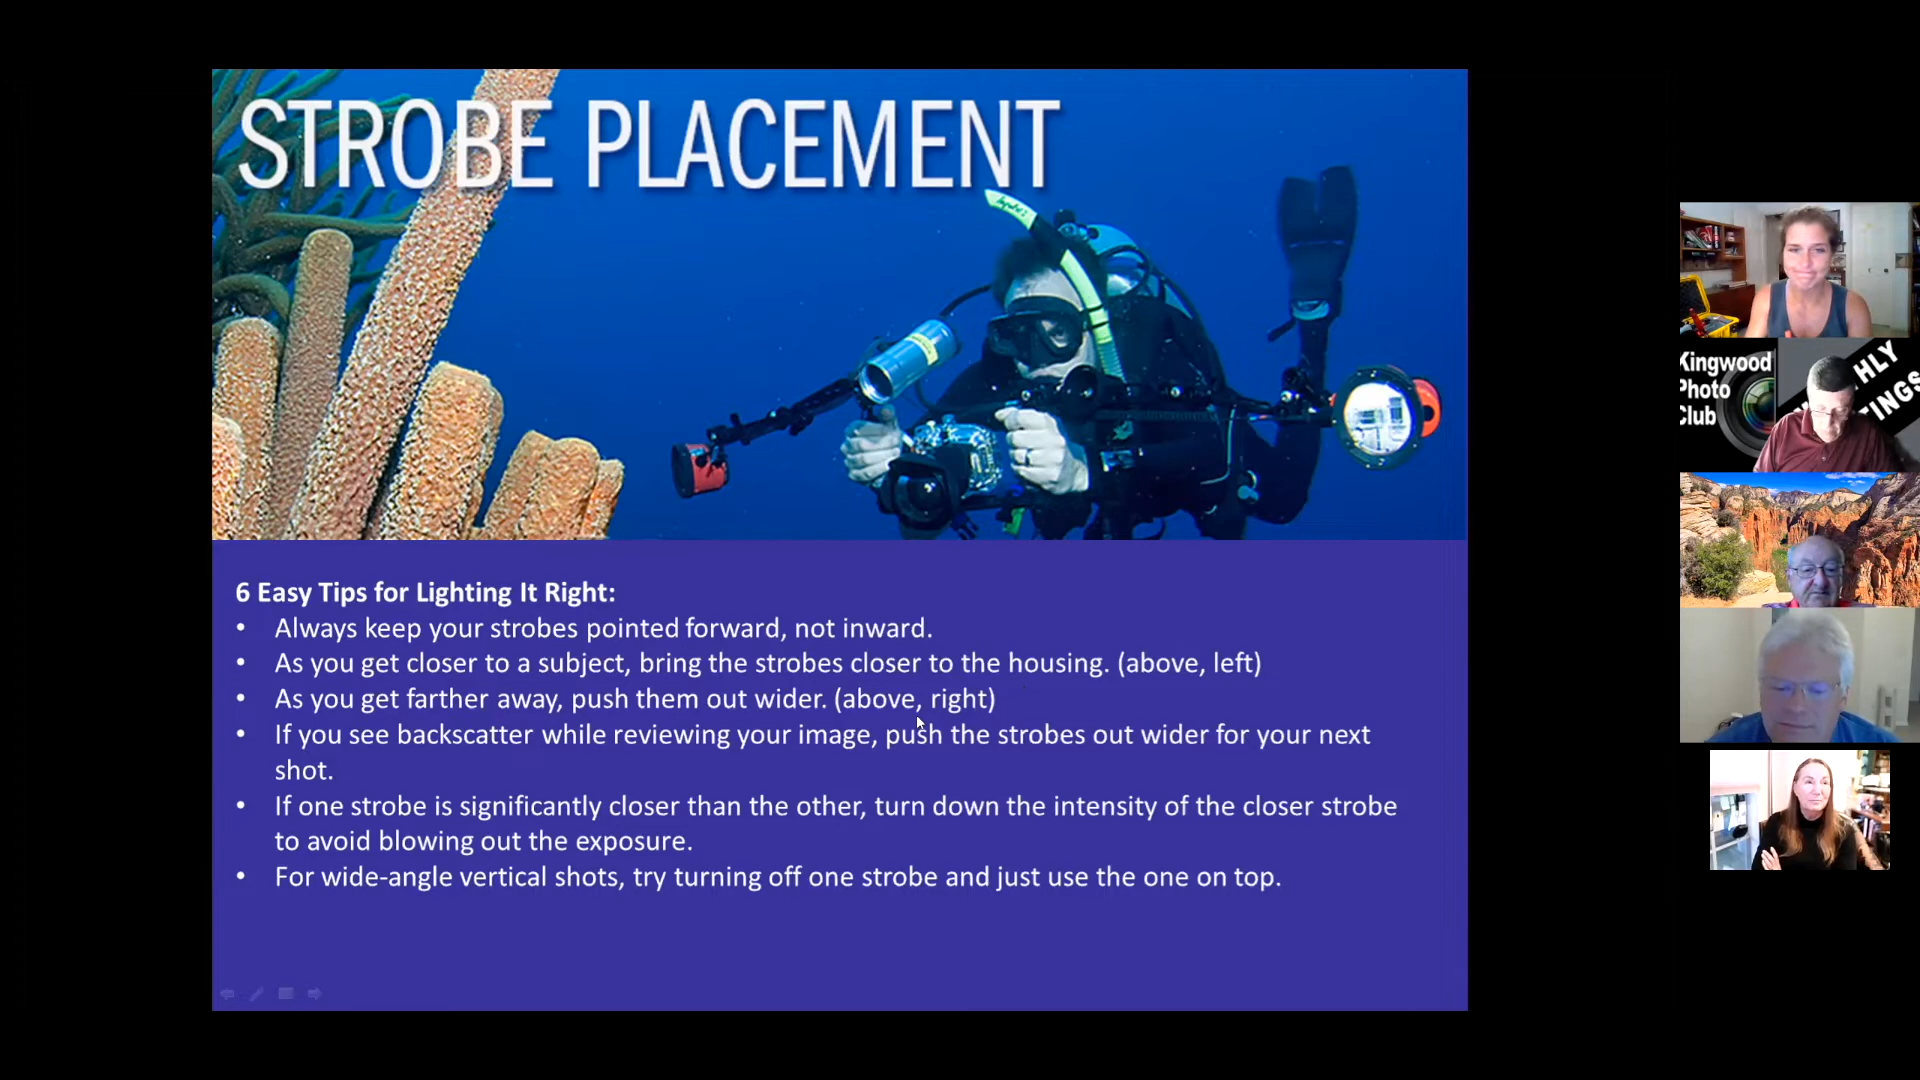 STROBE PLACEMENT
6 Easy Tips for Lighting It Right:
• Always keep your strobes pointed forward, not inward.
• As you get closer to a subject, bring the strobes closer to the housing. (above, left)
• As you get farther away, push them out wider. (above, right)
• If you see backscatter while reviewing your image, push the strobes out wider for your next
shot.
• If one strobe is significantly closer than the other, turn down the intensity of the closer strobe
to avoid blowing out the exposure.
• For wide-angle vertical shots, try turning off one strobe and just use the one on top.
Kingwood
Photo
Club
HLY
TINGS